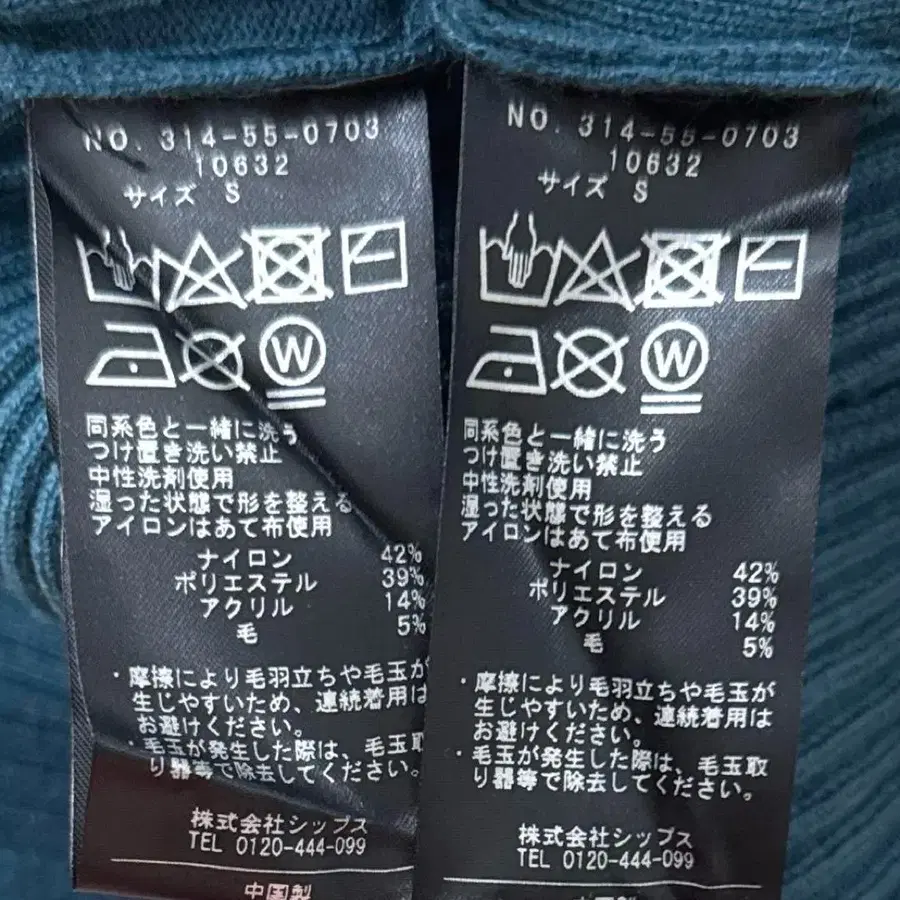 NO. 314-55-0703
10632
サイズ S
W
同系色と一緒に洗う
つけ置き洗い禁止
中性洗剤使用
湿った状態で形を整える
アイロンはあて布使用
ナイロン 42%
ポリエステル 39%
アクリル 14%
毛 5%
・摩擦により毛羽立ちや毛玉が
生じやすいため、連続着用は
お避けください。
・毛玉が発生した際は、毛玉取
り器等で除去してください。
株式会社シップス
TEL 0120-444-099
中国製
NO. 314-55-0703
10632
サイズ S
W
同系色と一緒に洗う
つけ置き洗い禁止
中性洗剤使用
湿った状態で形を整える
アイロンはあて布使用
ナイロン 42%
ポリエステル 39%
アクリル 14%
毛 5%
・摩擦により毛羽立ちや毛玉が
生じやすいため、連続着用は
お避けください。
・毛玉が発生した際は、毛玉取
り器等で除去してください。
株式会社シップス
TEL 0120-444-099
中国製